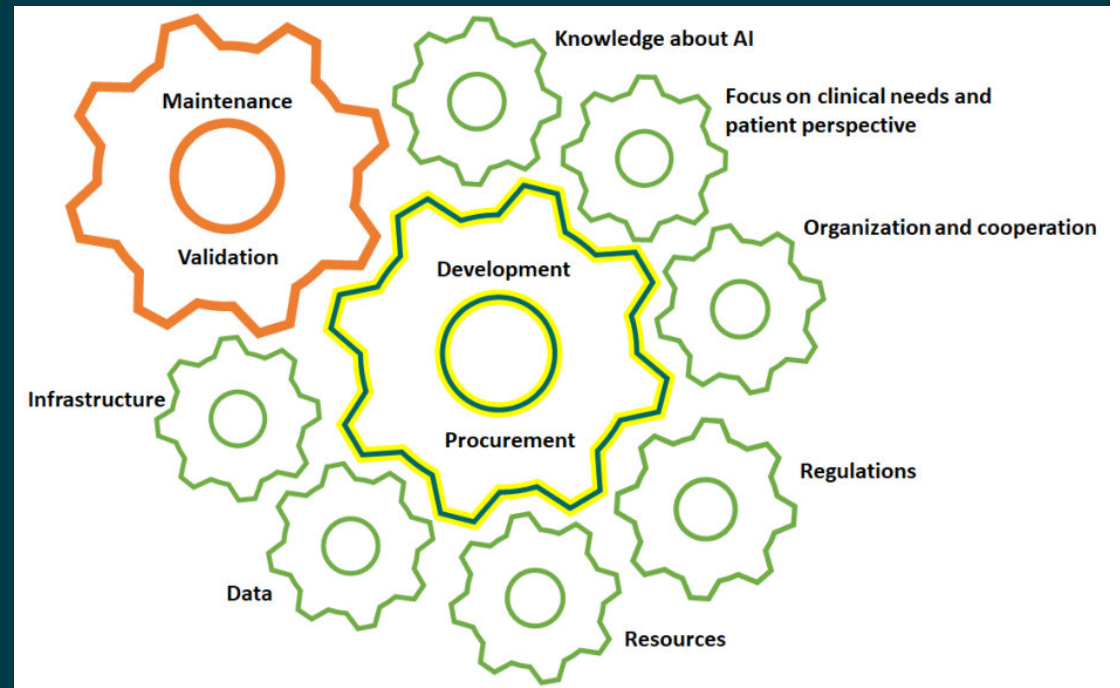 Knowledge about AI
Maintenance
Focus on clinical needs and
patient perspective
Organization and cooperation
Validation
Development
Infrastructure
Procurement
Regulations
Data
Resources